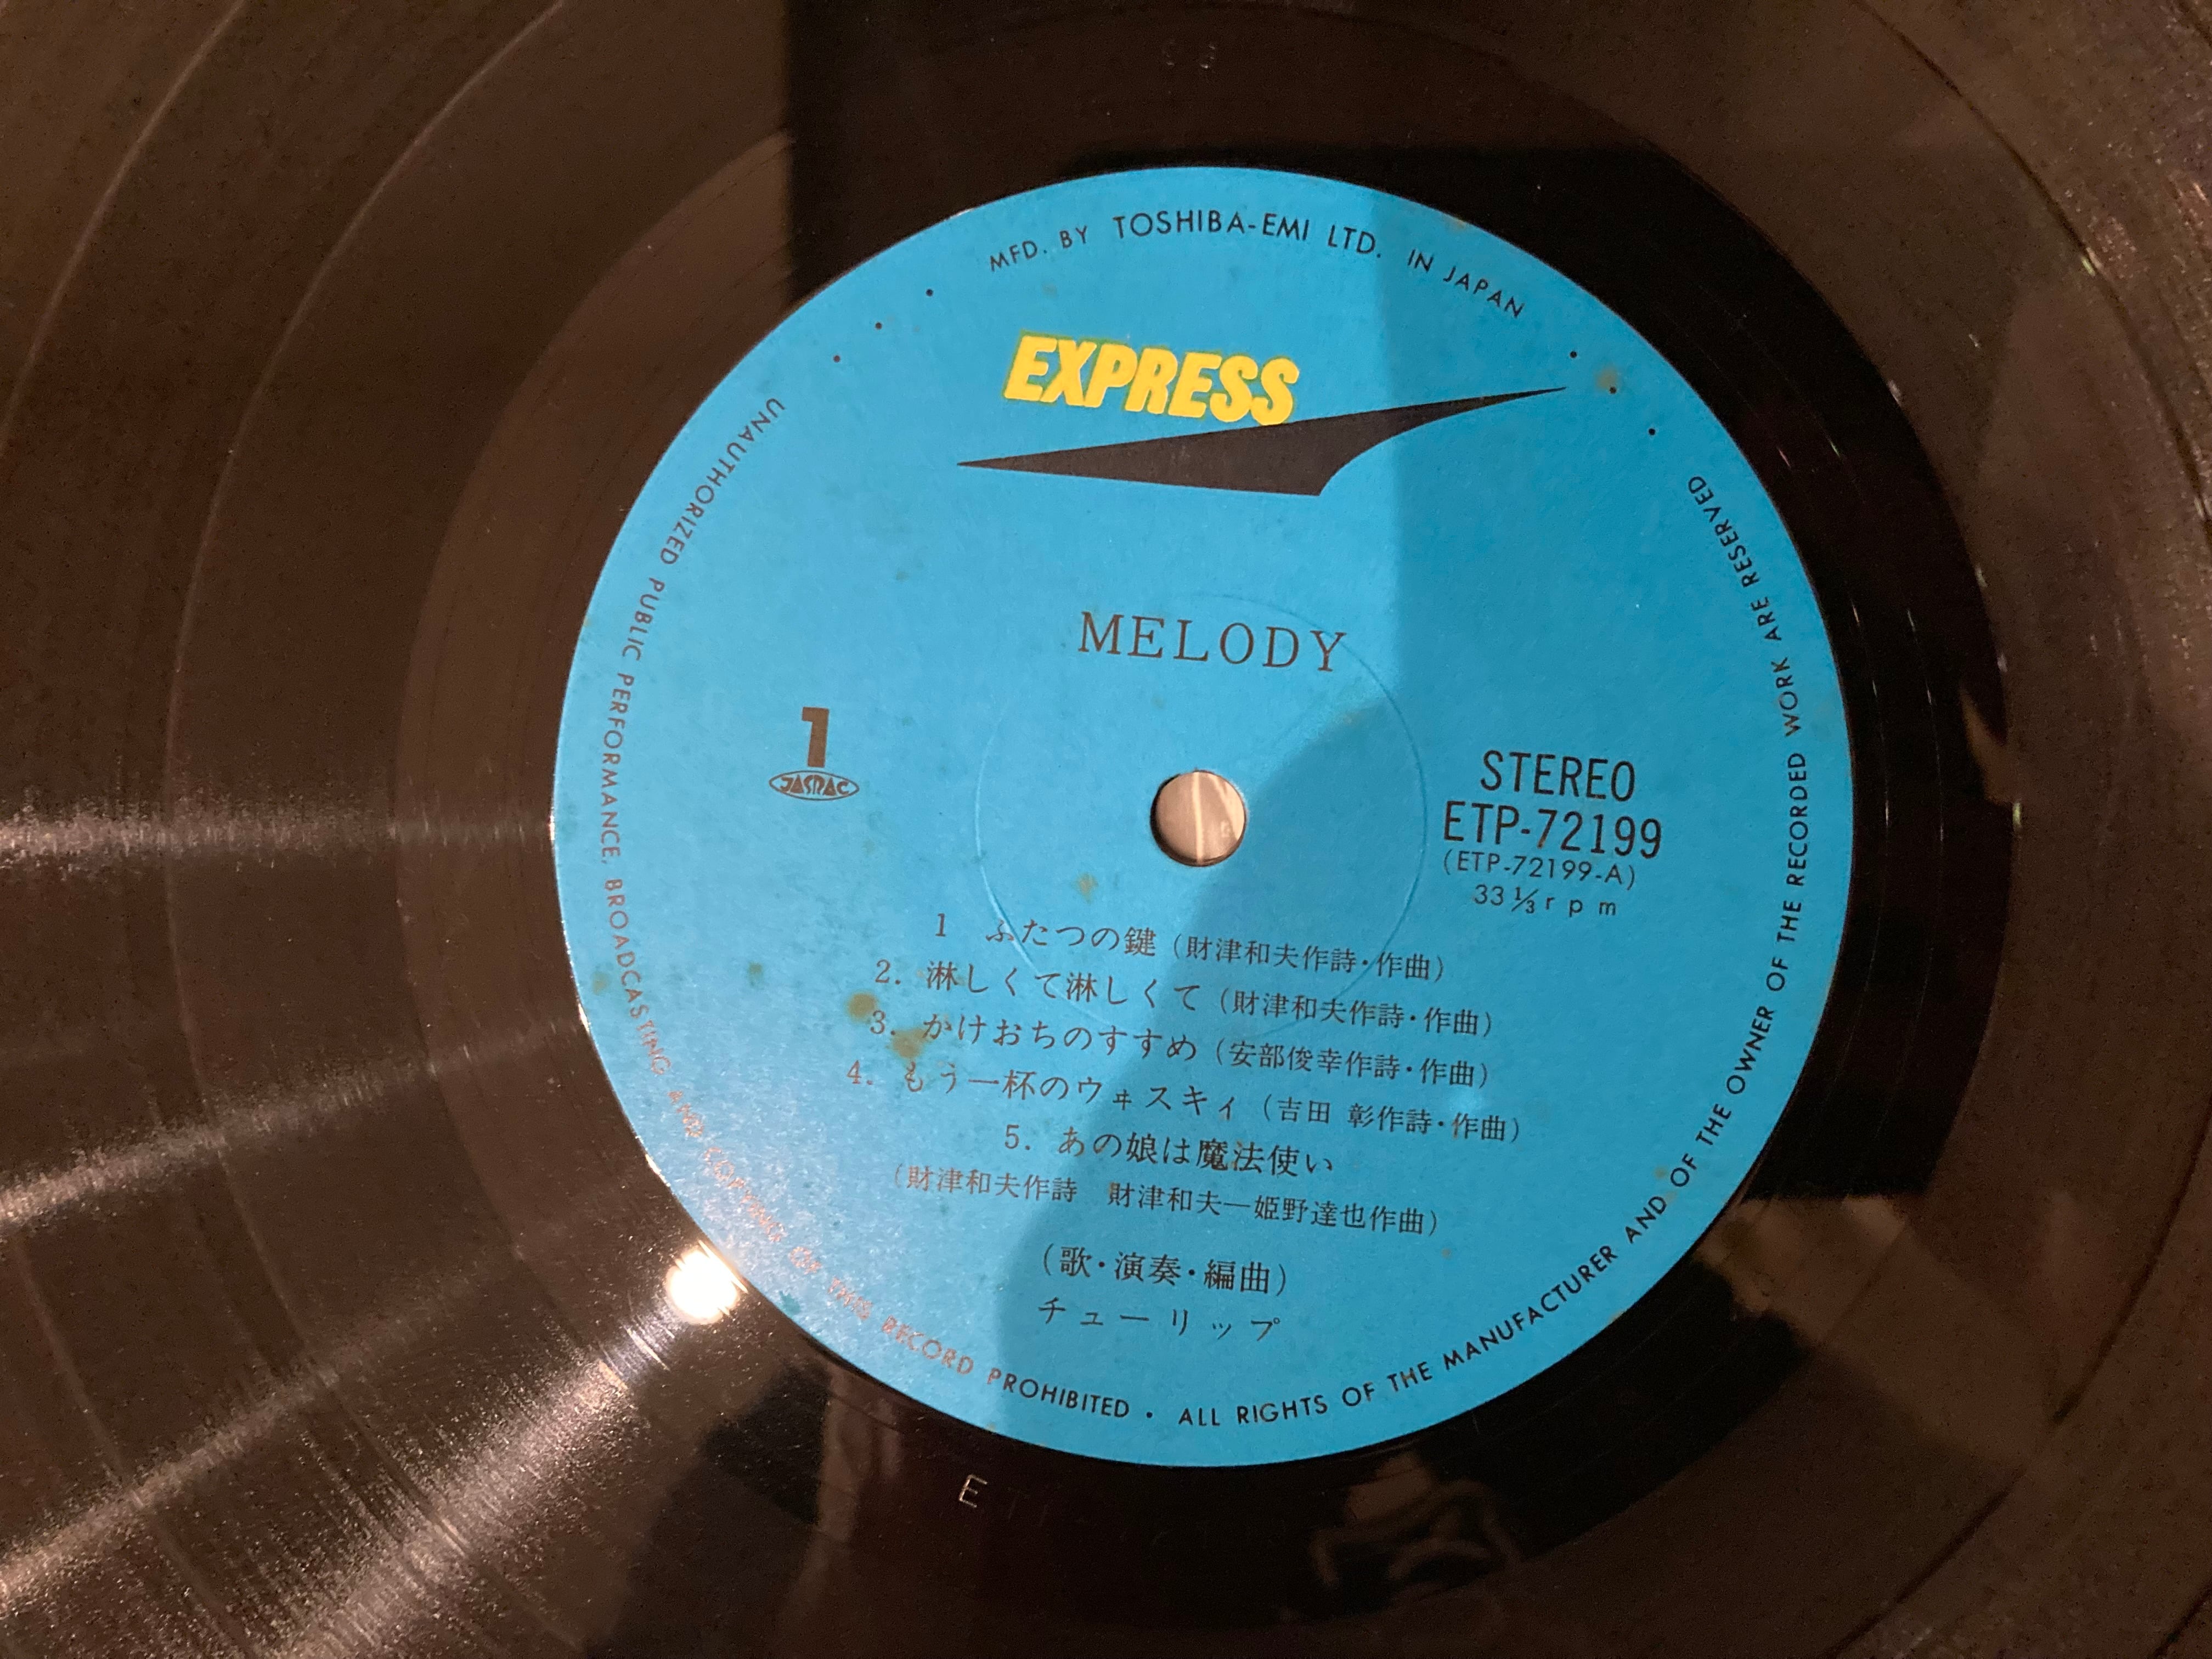 MFD. BY TOSHIBA-EMI LTD. IN JAPAN
EXPRESS
MELODY
1
JASRAC
STEREO
ETP-72199
(ETP-72199-A)
33 1/3 r p m
1 ふたつの鍵 (財津和夫作詩・作曲)
2. 淋しくて淋しくて (財津和夫作詩・作曲)
3. かけおちのすすめ (安部俊幸作詩・作曲)
4. もう一杯のウヰスキィ (吉田 彰作詩・作曲)
5. あの娘は魔法使い
(財津和夫作詩 財津和夫—姫野達也作曲)
(歌・演奏・編曲)
チューリップ
UNAUTHORIZED PUBLIC PERFORMANCE, BROADCASTING AND COPYING OF THIS RECORD PROHIBITED • ALL RIGHTS OF THE MANUFACTURER AND OF THE OWNER OF THE RECORDED WORK ARE RESERVED